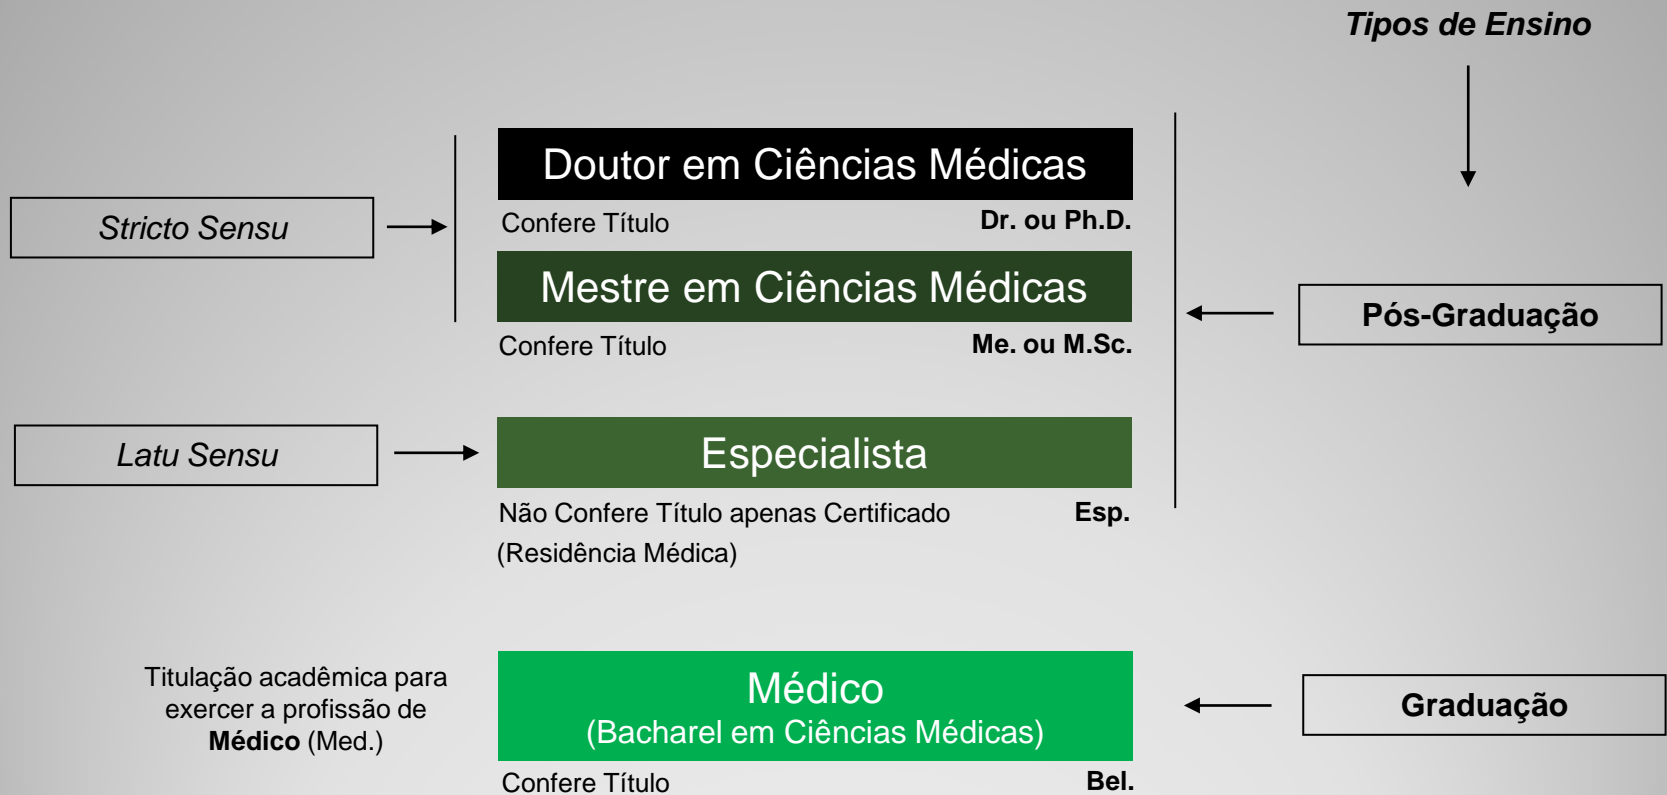 Tipos de Ensino
Doutor em Ciências Médicas
Stricto Sensu
Confere Título
Dr. ou Ph.D.
Mestre em Ciências Médicas
Pós-Graduação
Confere Título
Me. ou M.Sc.
Latu Sensu
Especialista
Não Confere Título apenas Certificado
Esp.
(Residência Médica)
Titulação acadêmica para
exercer a profissão de
Médico (Med.)
Médico
(Bacharel em Ciências Médicas)
Graduação
Confere Título
Bel.